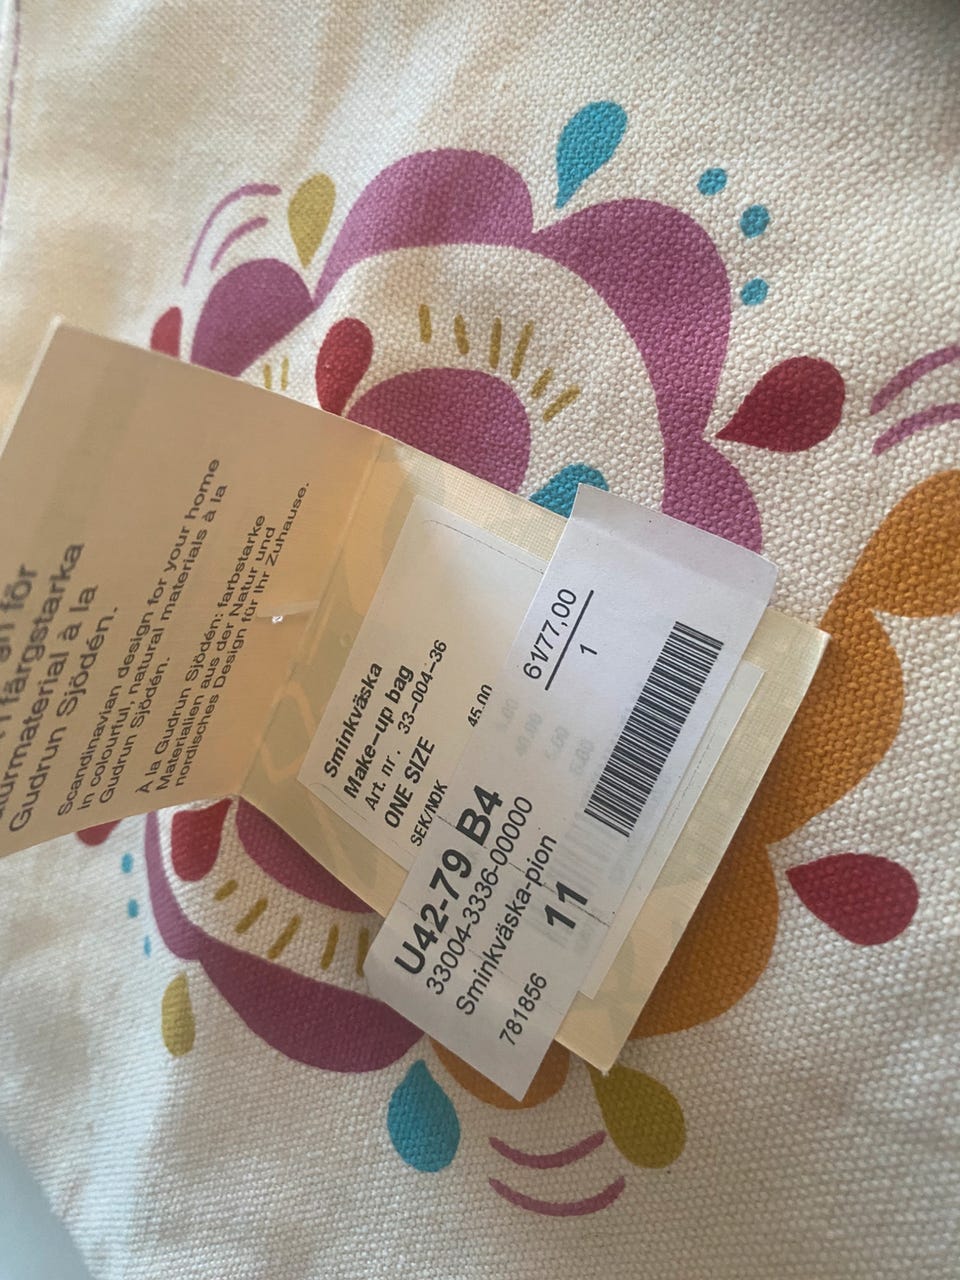 färgstarka
Gudrun Sjödén.
Scandinavian design for your home
in colourful, natural materials à la
Gudrun Sjödén.
À la Gudrun Sjödén: farbstarke
Materialien aus der Natur und
nordisches Design für Ihr Zuhause.
Sminkväska
Make-up bag
Art. nr. 33-004-36
ONE SIZE
SEK/NOK 45.00
61/77,00
1
U42-79 B4
33004-3336-00000
Sminkväska-pion
781856 11